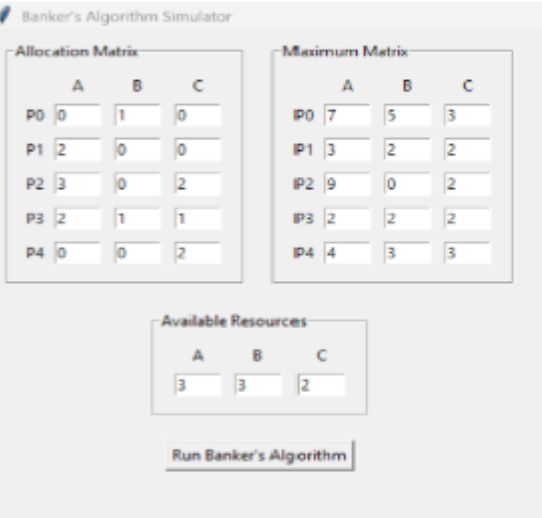 Banker's Algorithm Simulator
Allocation Matrix
A B C
P0 0 1 0
P1 2 0 0
P2 3 0 2
P3 2 1 1
P4 0 0 2
Maximum Matrix
A B C
P0 7 5 3
P1 3 2 2
P2 9 0 2
P3 2 2 2
P4 4 3 3
Available Resources
A B C
3 3 2
Run Banker's Algorithm